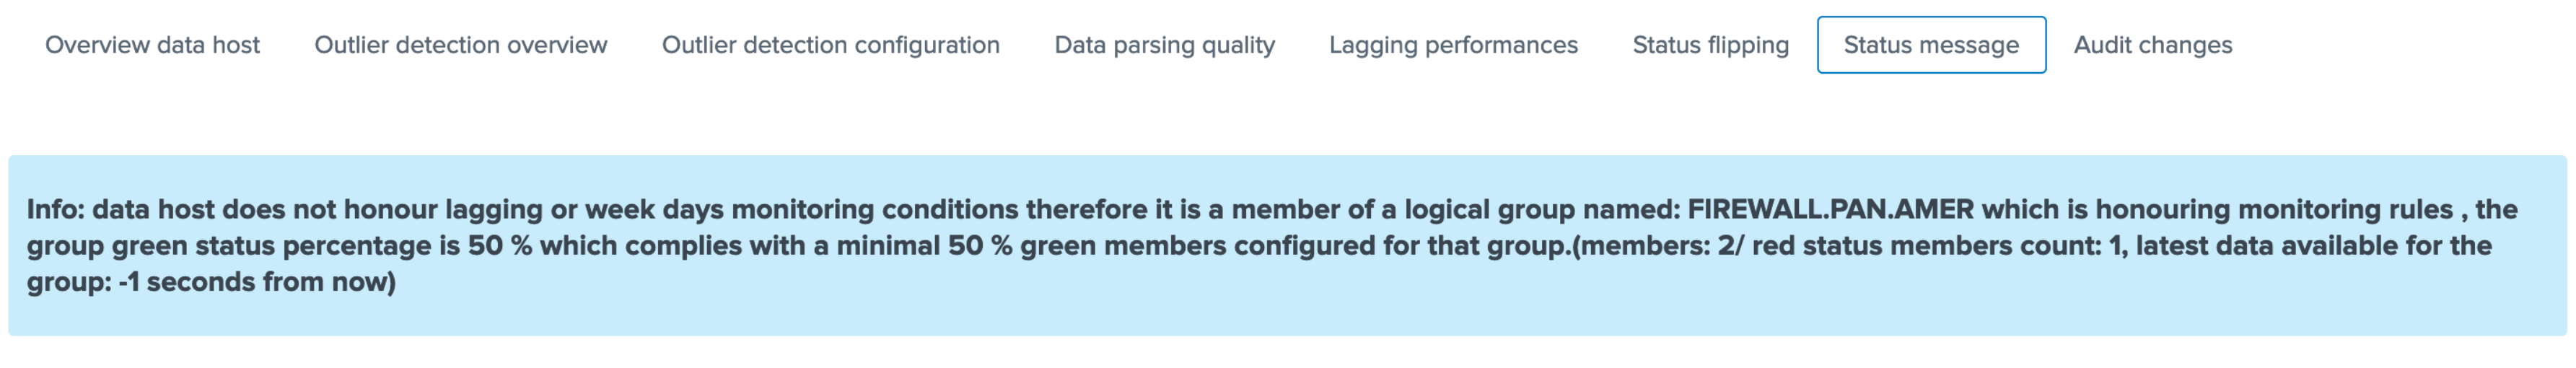 Overview data host Outlier detection overview Outlier detection configuration Data parsing quality Lagging performances Status flipping Status message Audit changes
Info: data host does not honour lagging or week days monitoring conditions therefore it is a member of a logical group named: FIREWALL.PAN.AMER which is honouring monitoring rules , the
group green status percentage is 50 % which complies with a minimal 50 % green members configured for that group.(members: 2/ red status members count: 1, latest data available for the
group: -1 seconds from now)